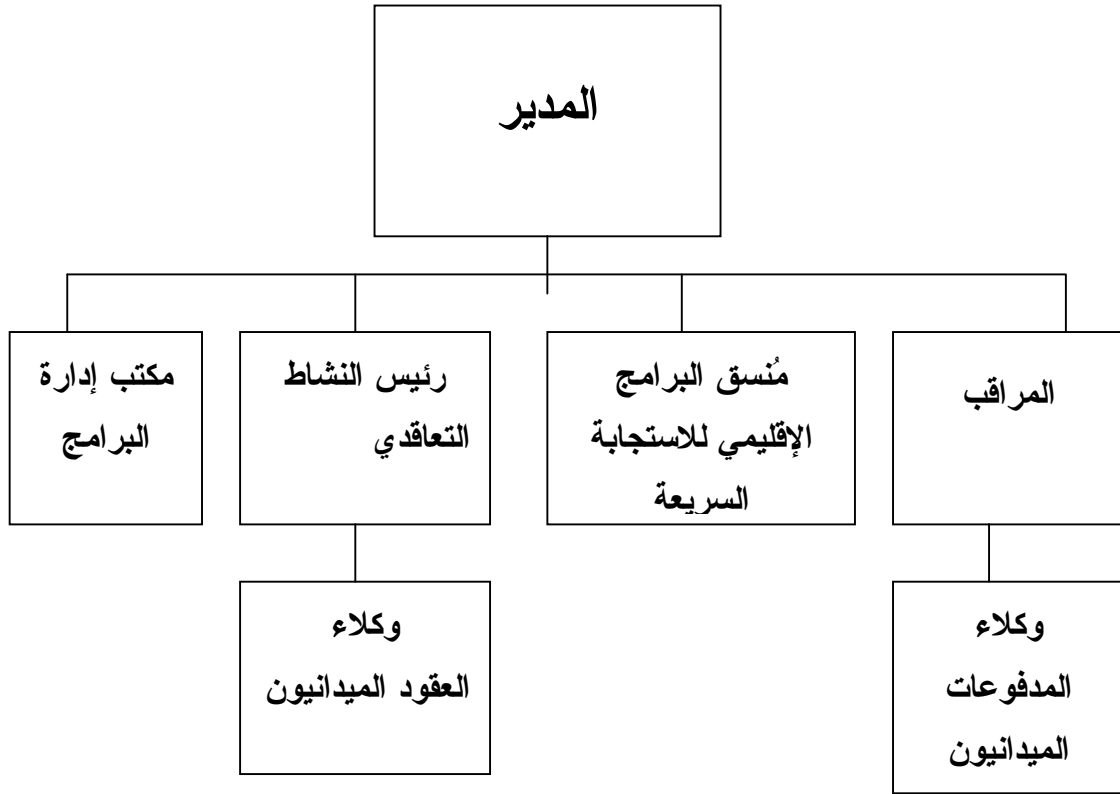 المدير
المراقب
مُنسق البرامج
الإقليمي للاستجابة
السريعة
رئيس النشاط
التعاقدي
مكتب إدارة
البرامج
وكلاء
المدفوعات
الميدانيون
وكلاء
العقود الميدانيون